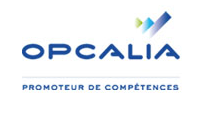 OPCALIA
PROMOTEUR DE COMPÉTENCES